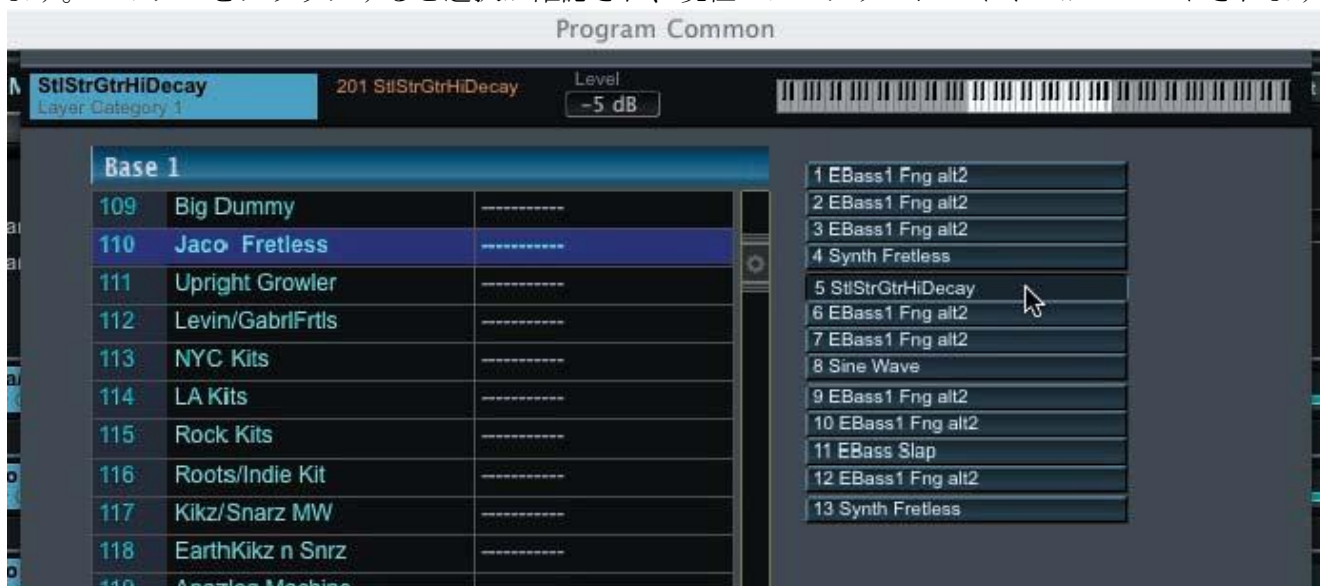 Program Common
StlStrGtrHiDecay
Layer Category 1
201 StlStrGtrHiDecay
Level
-5 dB
Base 1
109 Big Dummy -----------
110 Jaco Fretless -----------
111 Upright Growler -----------
112 Levin/GabrlFrtls -----------
113 NYC Kits -----------
114 LA Kits -----------
115 Rock Kits -----------
116 Roots/Indie Kit -----------
117 Kikz/Snarz MW -----------
118 EarthKikz n Snrz -----------
1 EBass1 Fng alt2
2 EBass1 Fng alt2
3 EBass1 Fng alt2
4 Synth Fretless
5 StlStrGtrHiDecay
6 EBass1 Fng alt2
7 EBass1 Fng alt2
8 Sine Wave
9 EBass1 Fng alt2
10 EBass1 Fng alt2
11 EBass Slap
12 EBass1 Fng alt2
13 Synth Fretless